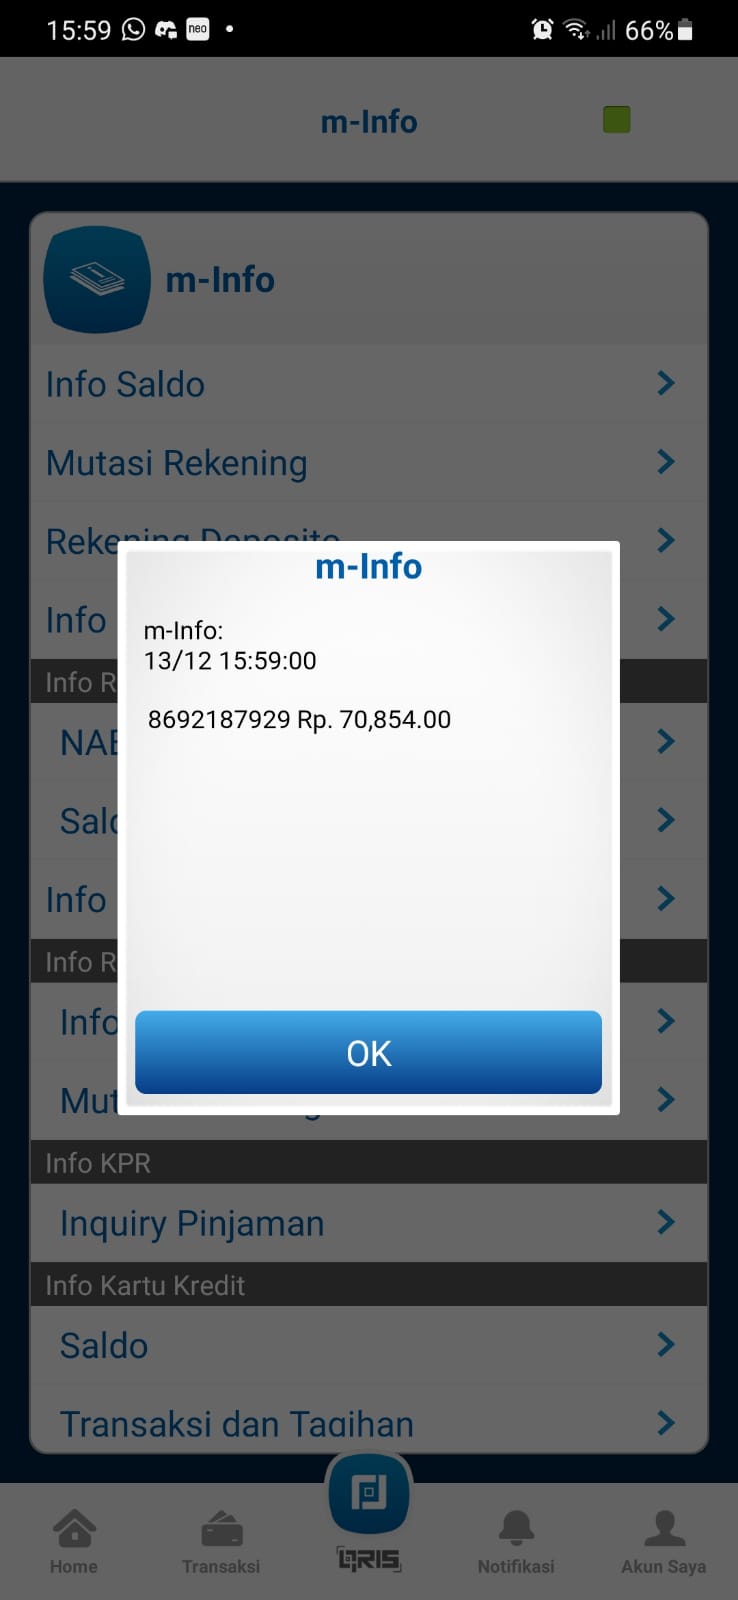 15:59 neo 66%
m-Info
m-Info
Info Saldo
Mutasi Rekening
Rekening Deposito
Info
Info R
m-Info
m-Info:
13/12 15:59:00
8692187929 Rp. 70,854.00
OK
NAB
Sald
Info
Info R
Info
Mut
Info KPR
Inquiry Pinjaman
Info Kartu Kredit
Saldo
Transaksi dan Tagihan
Home
Transaksi
QRIS
Notifikasi
Akun Saya